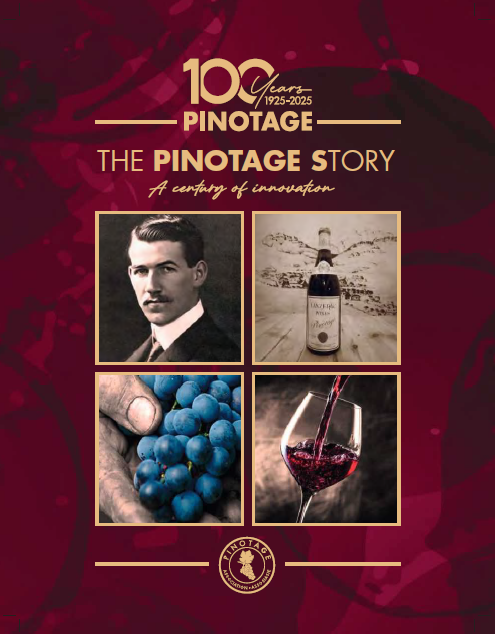 100
Years
1925-2025
PINOTAGE
THE PINOTAGE STORY
A century of innovation
PINOTAGE